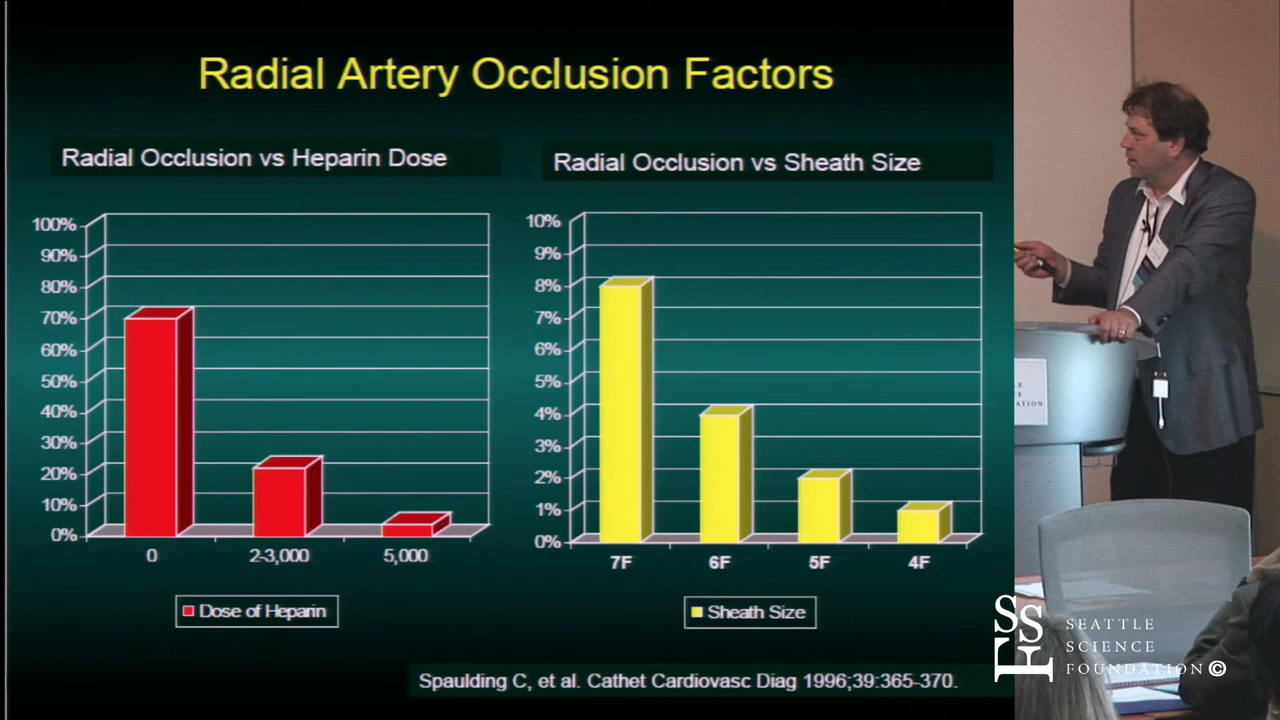 Radial Artery Occlusion Factors
Radial Occlusion vs Heparin Dose
100%
90%
80%
70%
60%
50%
40%
30%
20%
10%
0%
0
2-3,000
5,000
Dose of Heparin
Radial Occlusion vs Sheath Size
10%
9%
8%
7%
6%
5%
4%
3%
2%
1%
0%
7F
6F
5F
4F
Sheath Size
Spaulding C, et al. Cathet Cardiovasc Diag 1996;39:365-370.
SSF
SEATTLE
SCIENCE
FOUNDATION©